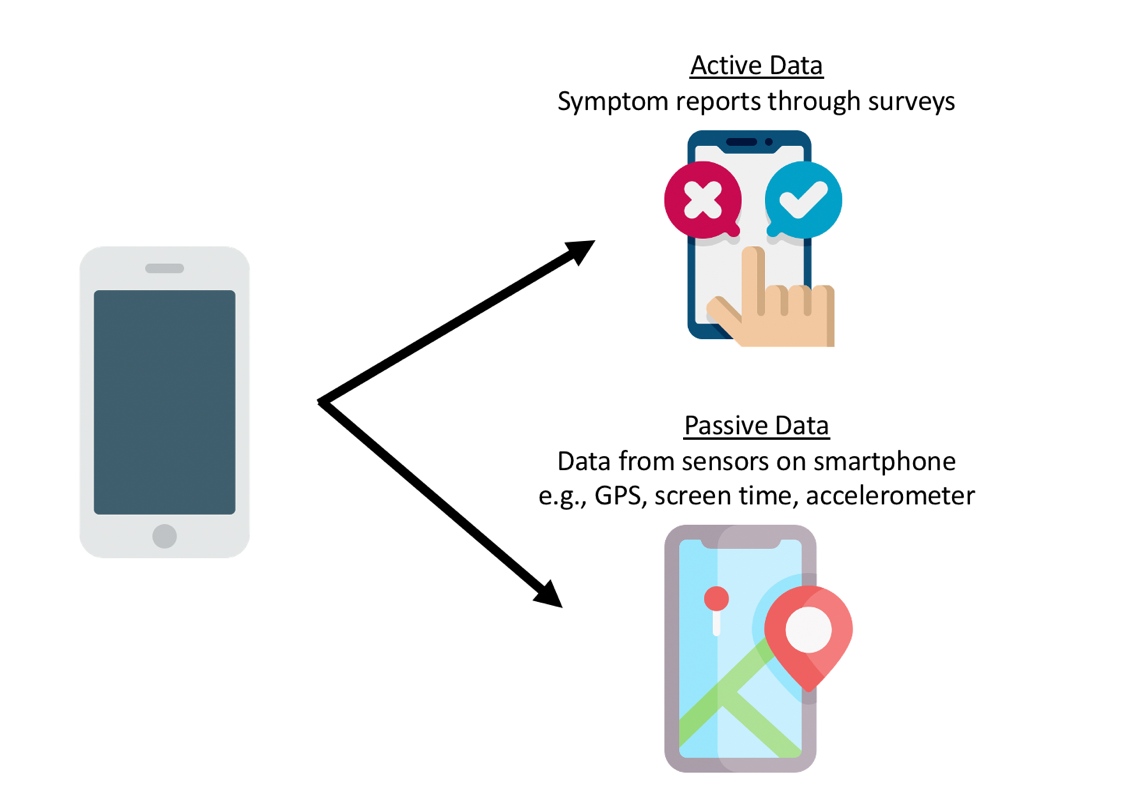 Active Data
Symptom reports through surveys
Passive Data
Data from sensors on smartphone
e.g., GPS, screen time, accelerometer